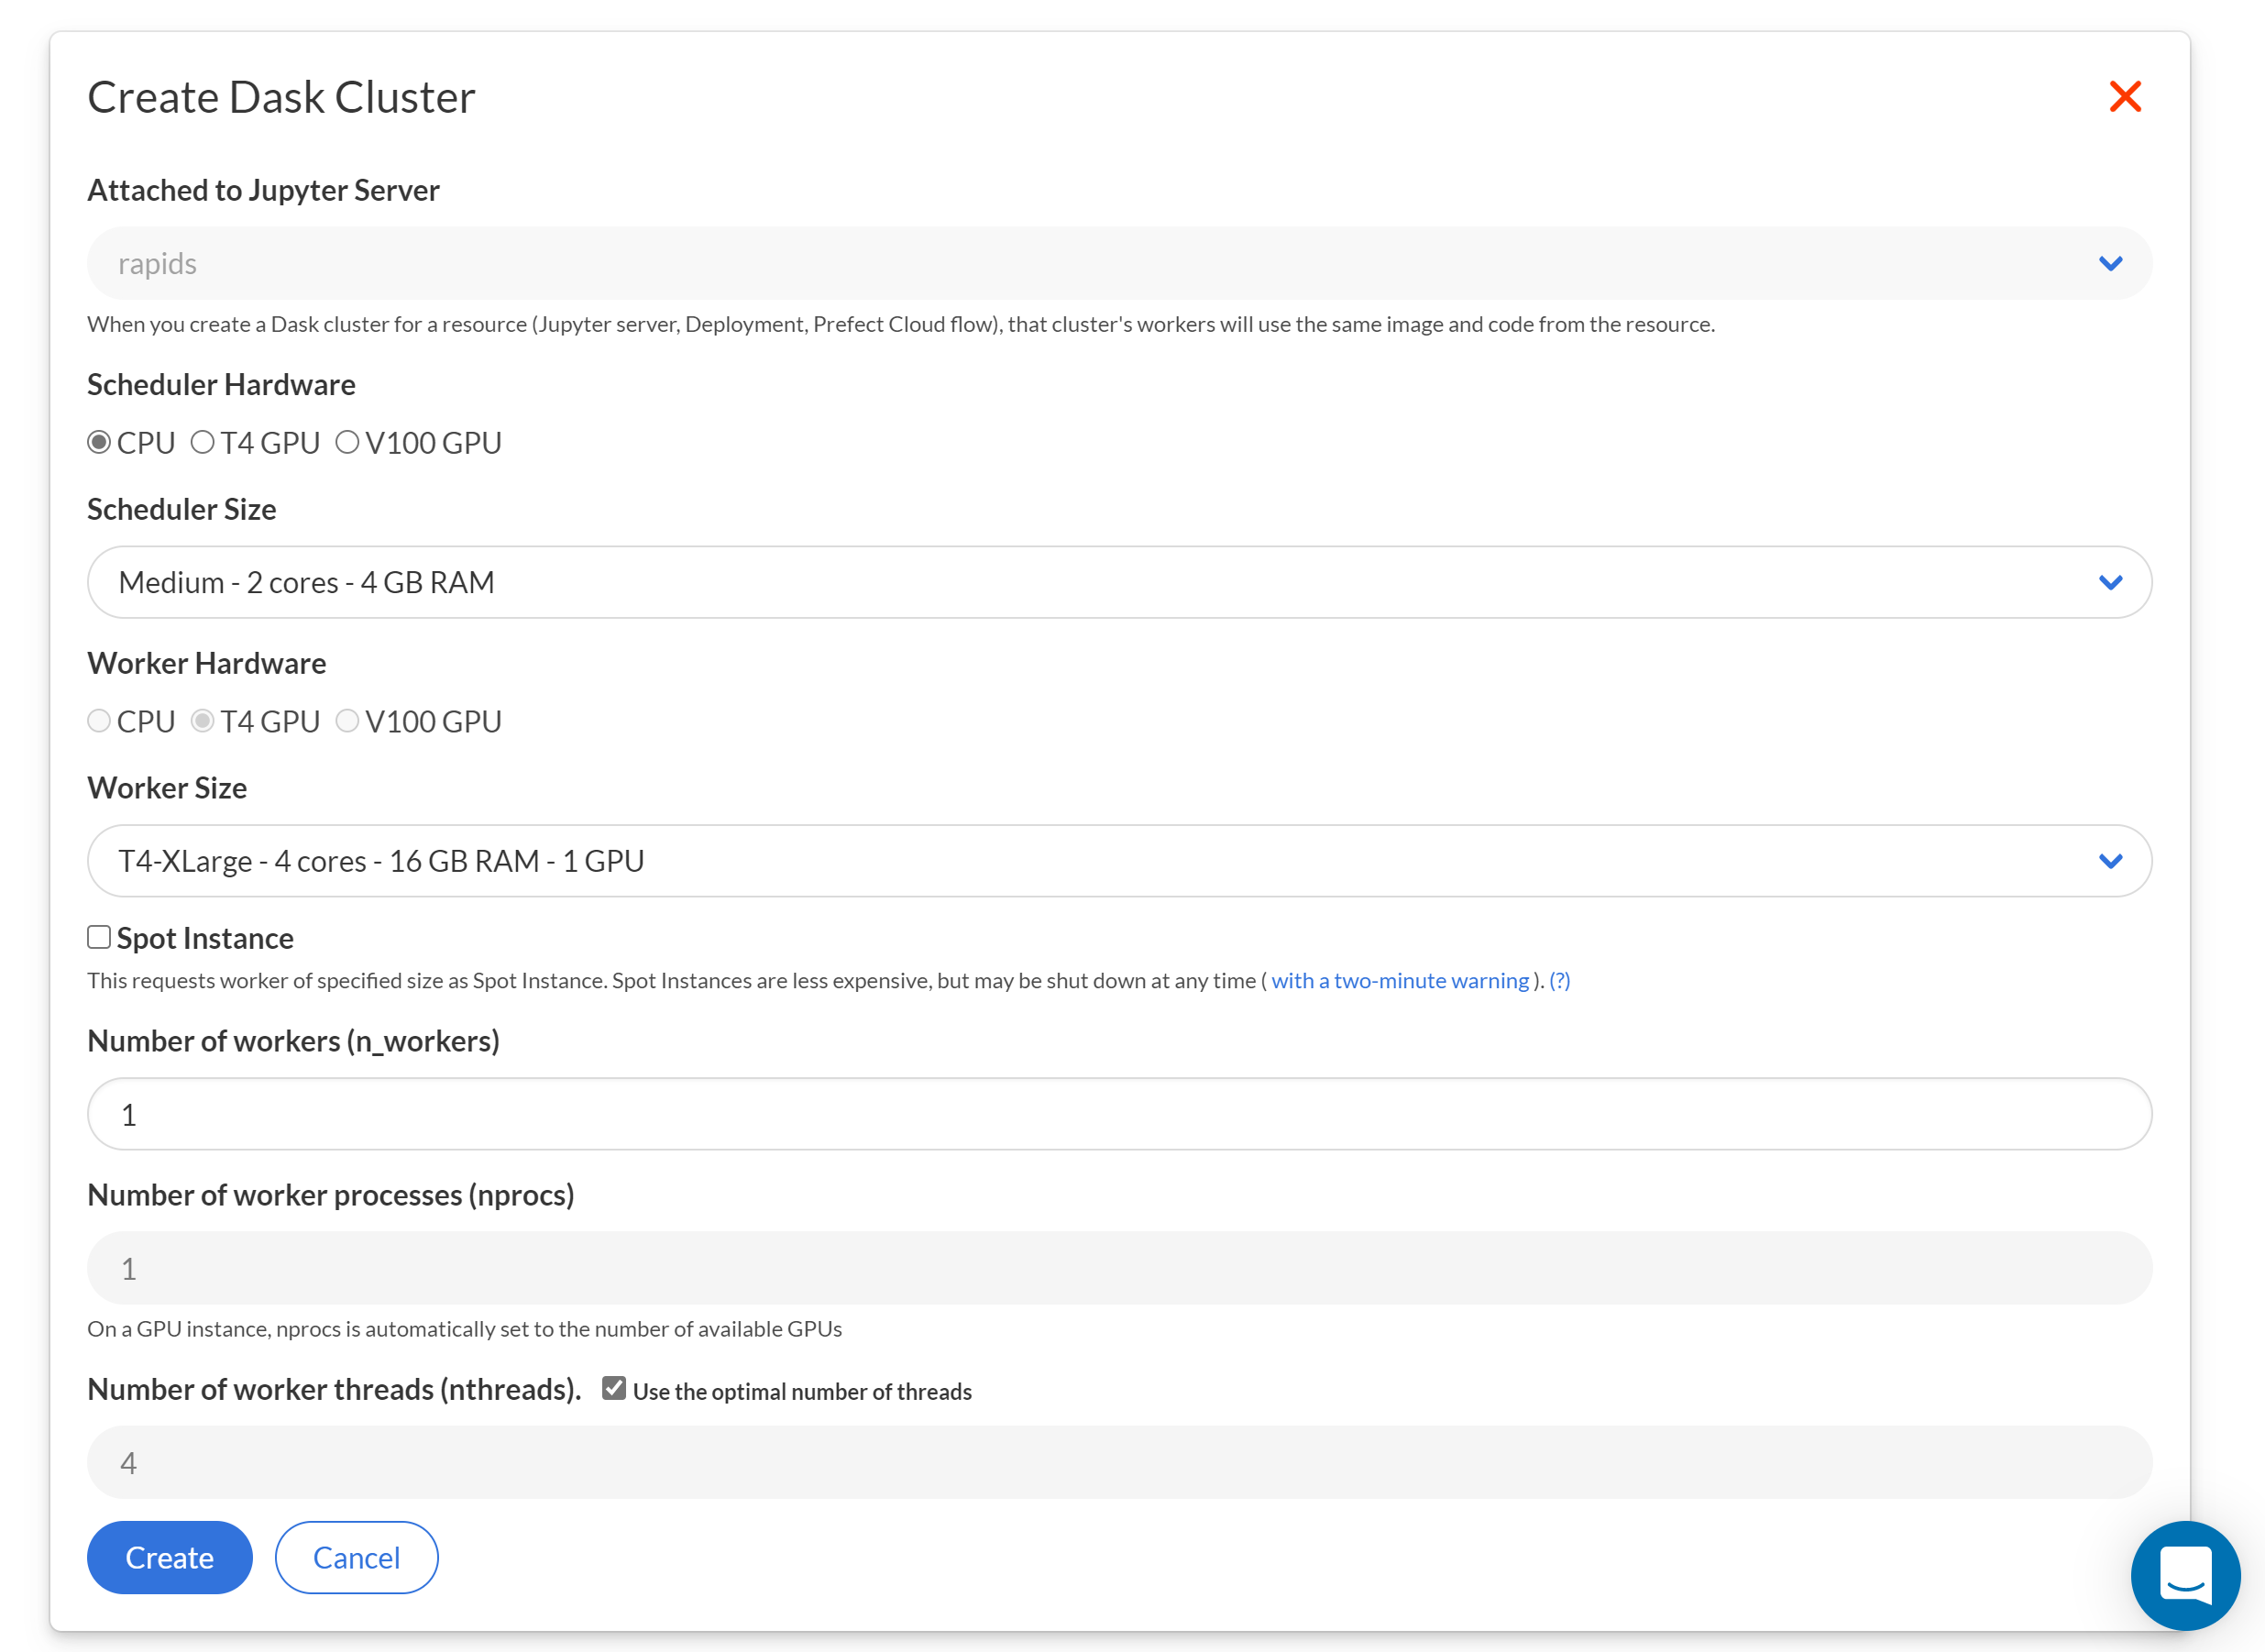 Create Dask Cluster
Attached to Jupyter Server
rapids
When you create a Dask cluster for a resource (Jupyter server, Deployment, Prefect Cloud flow), that cluster's workers will use the same image and code from the resource.
Scheduler Hardware
CPU T4 GPU V100 GPU
Scheduler Size
Medium - 2 cores - 4 GB RAM
Worker Hardware
CPU T4 GPU V100 GPU
Worker Size
T4-XLarge - 4 cores - 16 GB RAM - 1 GPU
Spot Instance
This requests worker of specified size as Spot Instance. Spot Instances are less expensive, but may be shut down at any time ( with a two-minute warning ). (?)
Number of workers (n_workers)
1
Number of worker processes (nprocs)
1
On a GPU instance, nprocs is automatically set to the number of available GPUs
Number of worker threads (nthreads). Use the optimal number of threads
4
Create Cancel